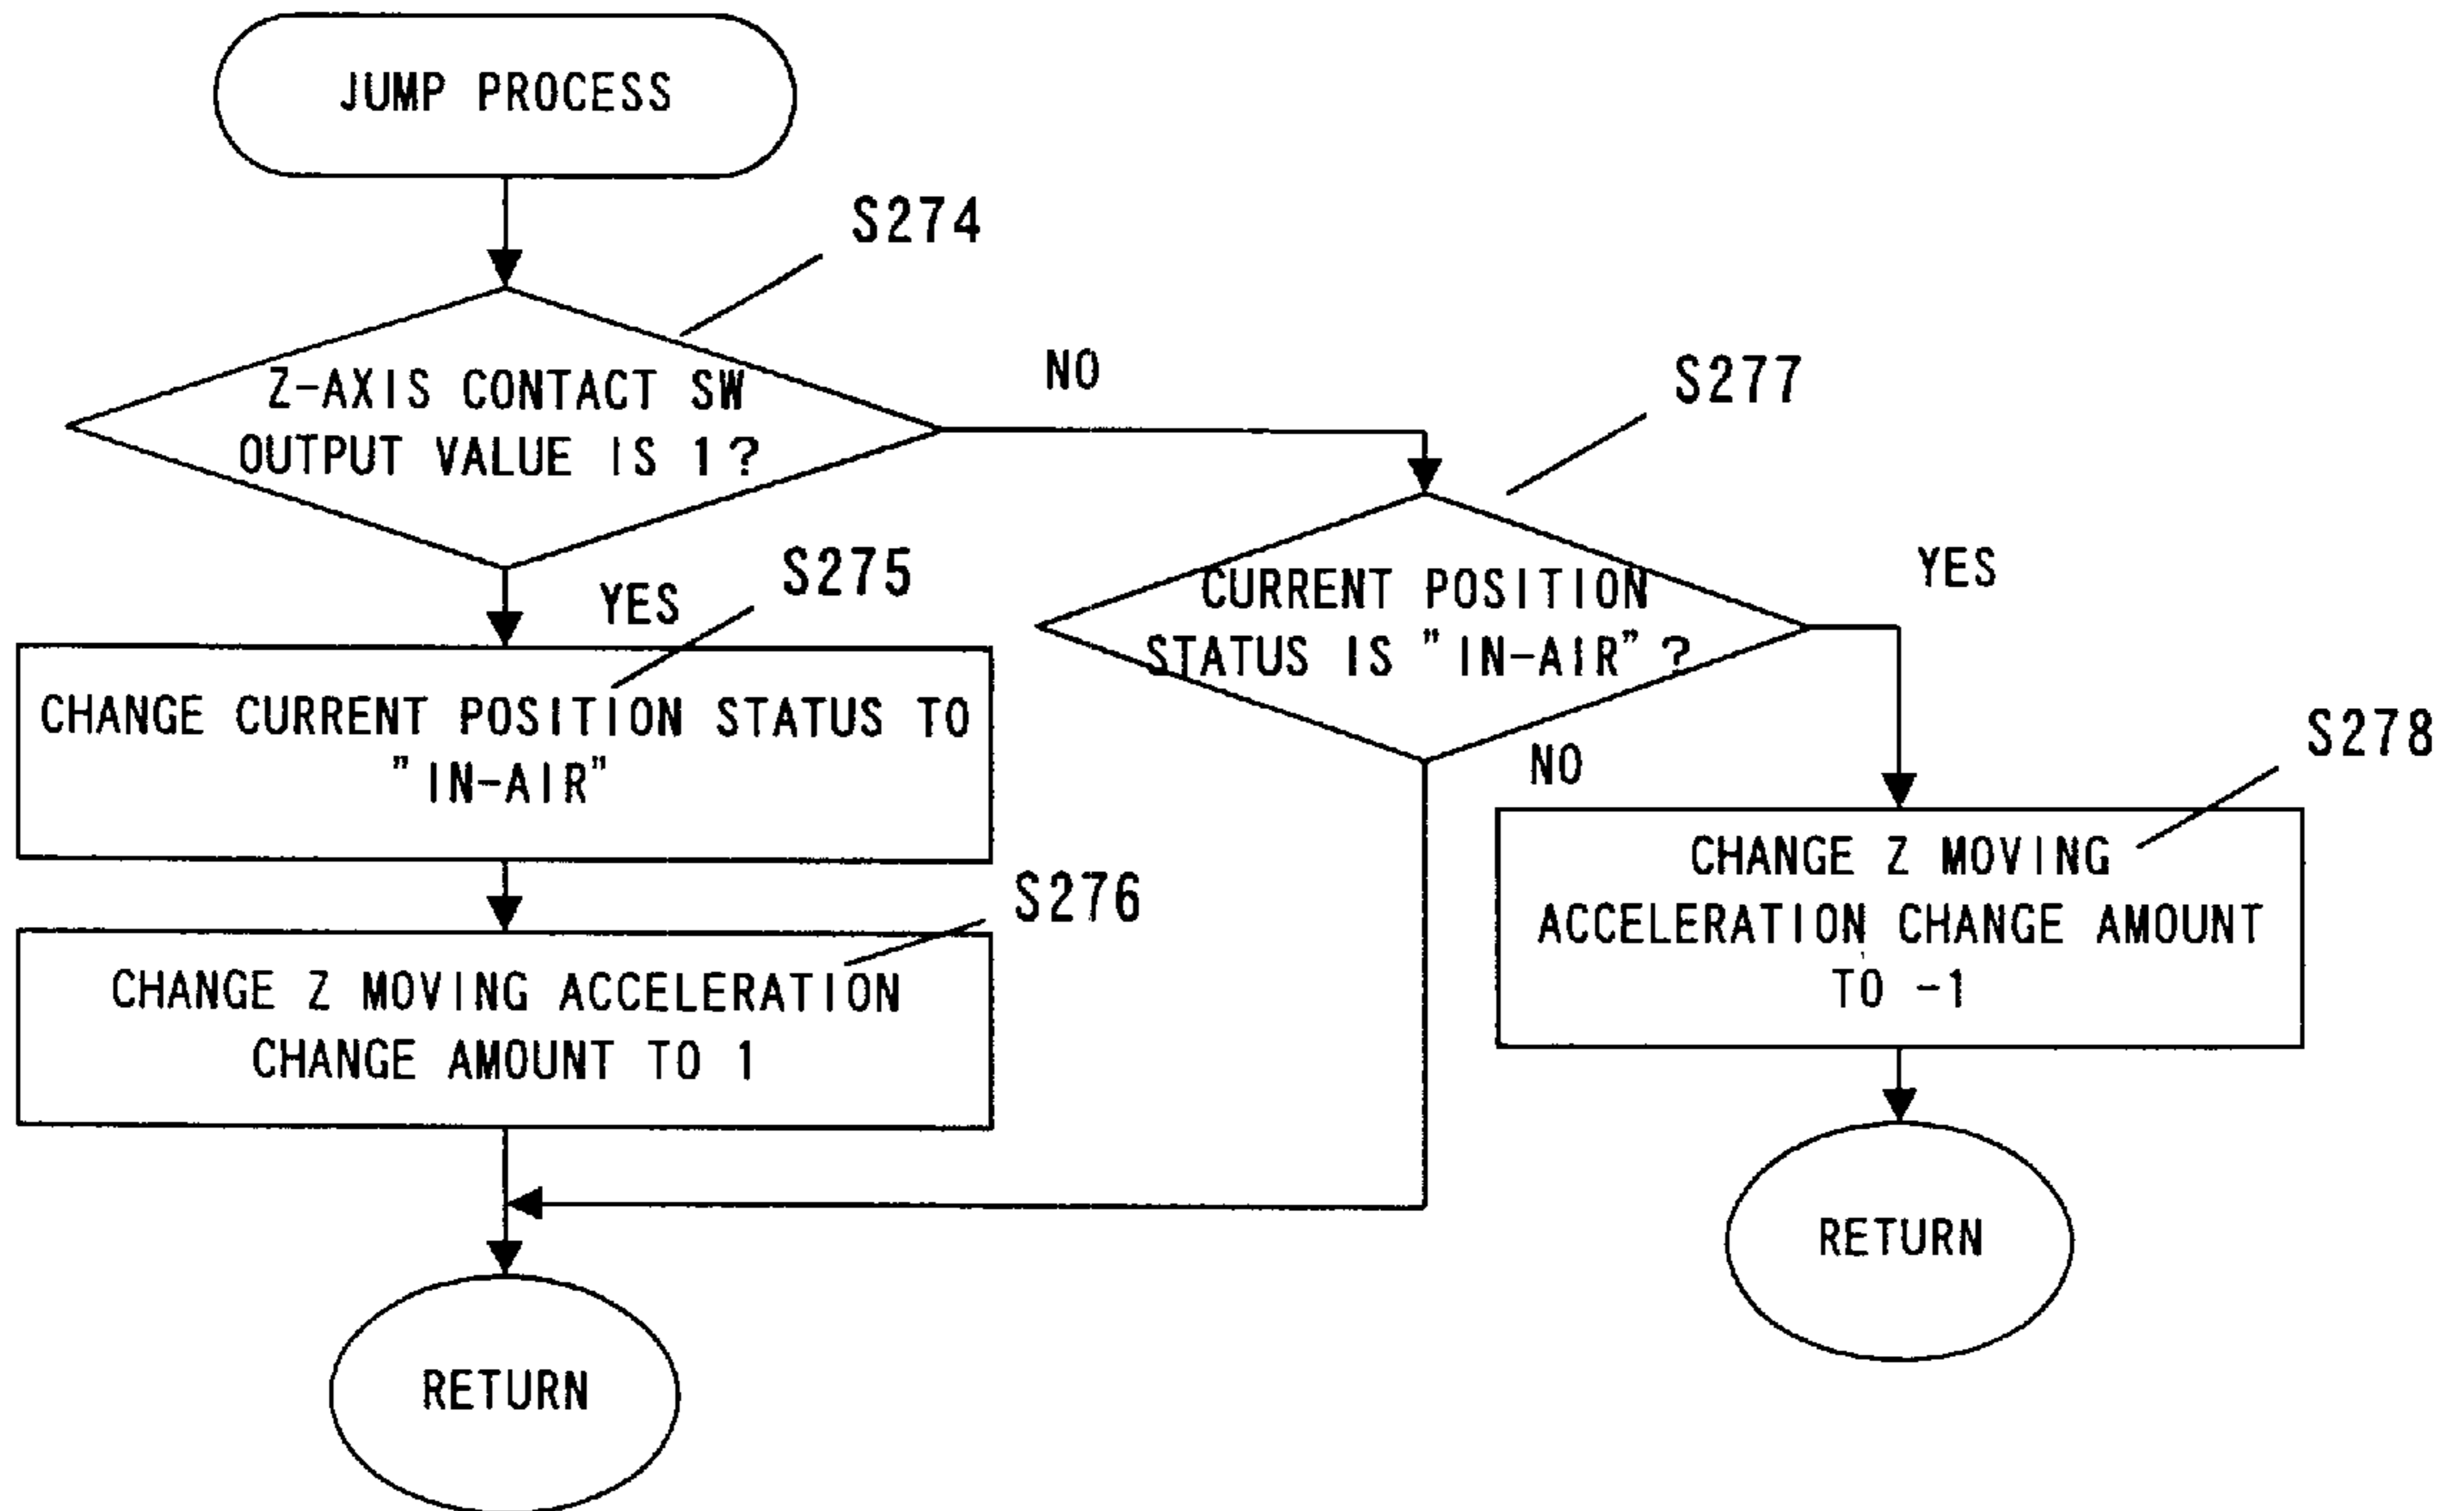 JUMP PROCESS
S274
Z-AXIS CONTACT SW
OUTPUT VALUE IS 1?
NO
YES
S275
CHANGE CURRENT POSITION STATUS TO
"IN-AIR"
S276
CHANGE Z MOVING ACCELERATION
CHANGE AMOUNT TO 1
RETURN
S277
CURRENT POSITION
STATUS IS "IN-AIR"?
YES
NO
S278
CHANGE Z MOVING
ACCELERATION CHANGE AMOUNT
TO -1
RETURN